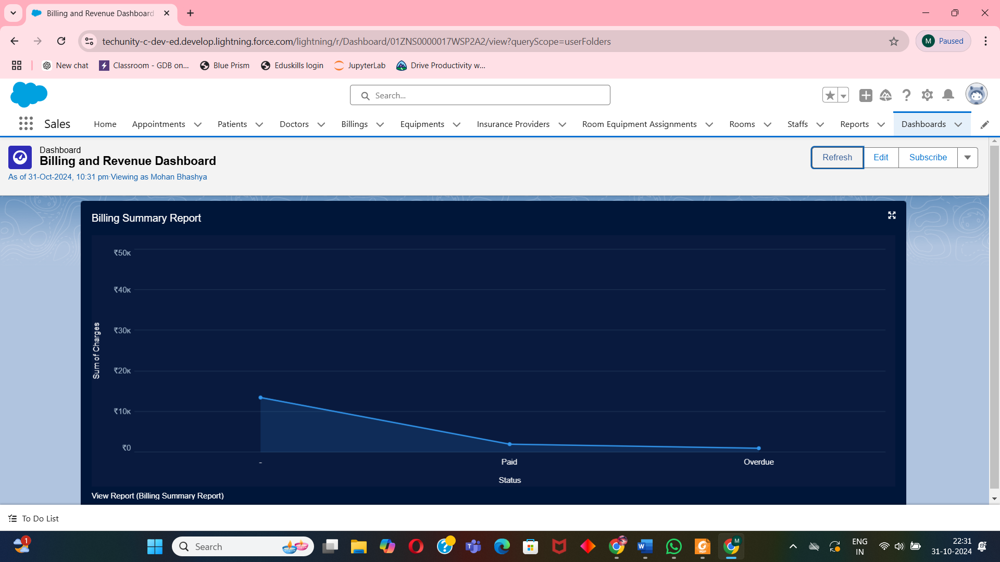 Billing and Revenue Dashboard
techunity-c-dev-ed.develop.lightning.force.com/lightning/r/Dashboard/01ZNS0000017WSP2A2/view?queryScope=userFolders
M Paused
New chat
Classroom - GDB on...
Blue Prism
Eduskills login
JupyterLab
Drive Productivity w...
Search...
Sales
Home
Appointments
Patients
Doctors
Billings
Equipments
Insurance Providers
Room Equipment Assignments
Rooms
Staffs
Reports
Dashboards
Dashboard
Billing and Revenue Dashboard
As of 31-Oct-2024, 10:31 pm·Viewing as Mohan Bhashya
Refresh
Edit
Subscribe
Billing Summary Report
₹50K
₹40K
₹30K
₹20K
₹10K
₹0
Sum of Charges
-
Paid
Overdue
Status
View Report (Billing Summary Report)
To Do List
1
Search
ENG
IN
22:31
31-10-2024